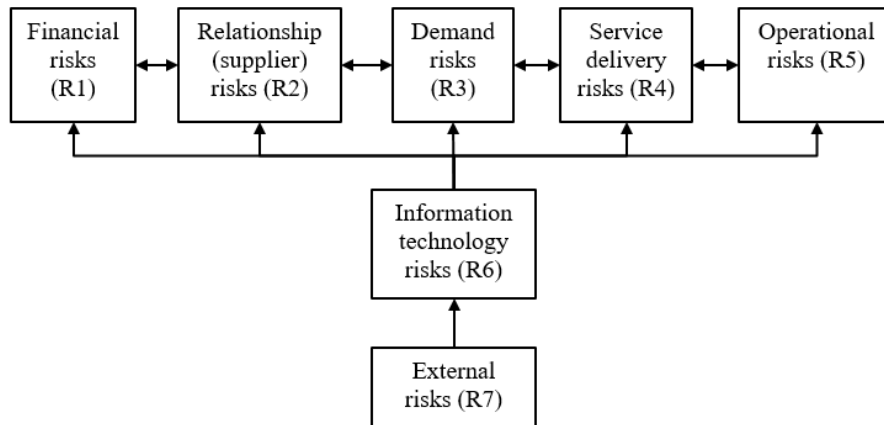 Financial
risks
(R1)
Relationship
(supplier)
risks (R2)
Demand
risks
(R3)
Service
delivery
risks (R4)
Operational
risks (R5)
Information
technology
risks (R6)
External
risks (R7)